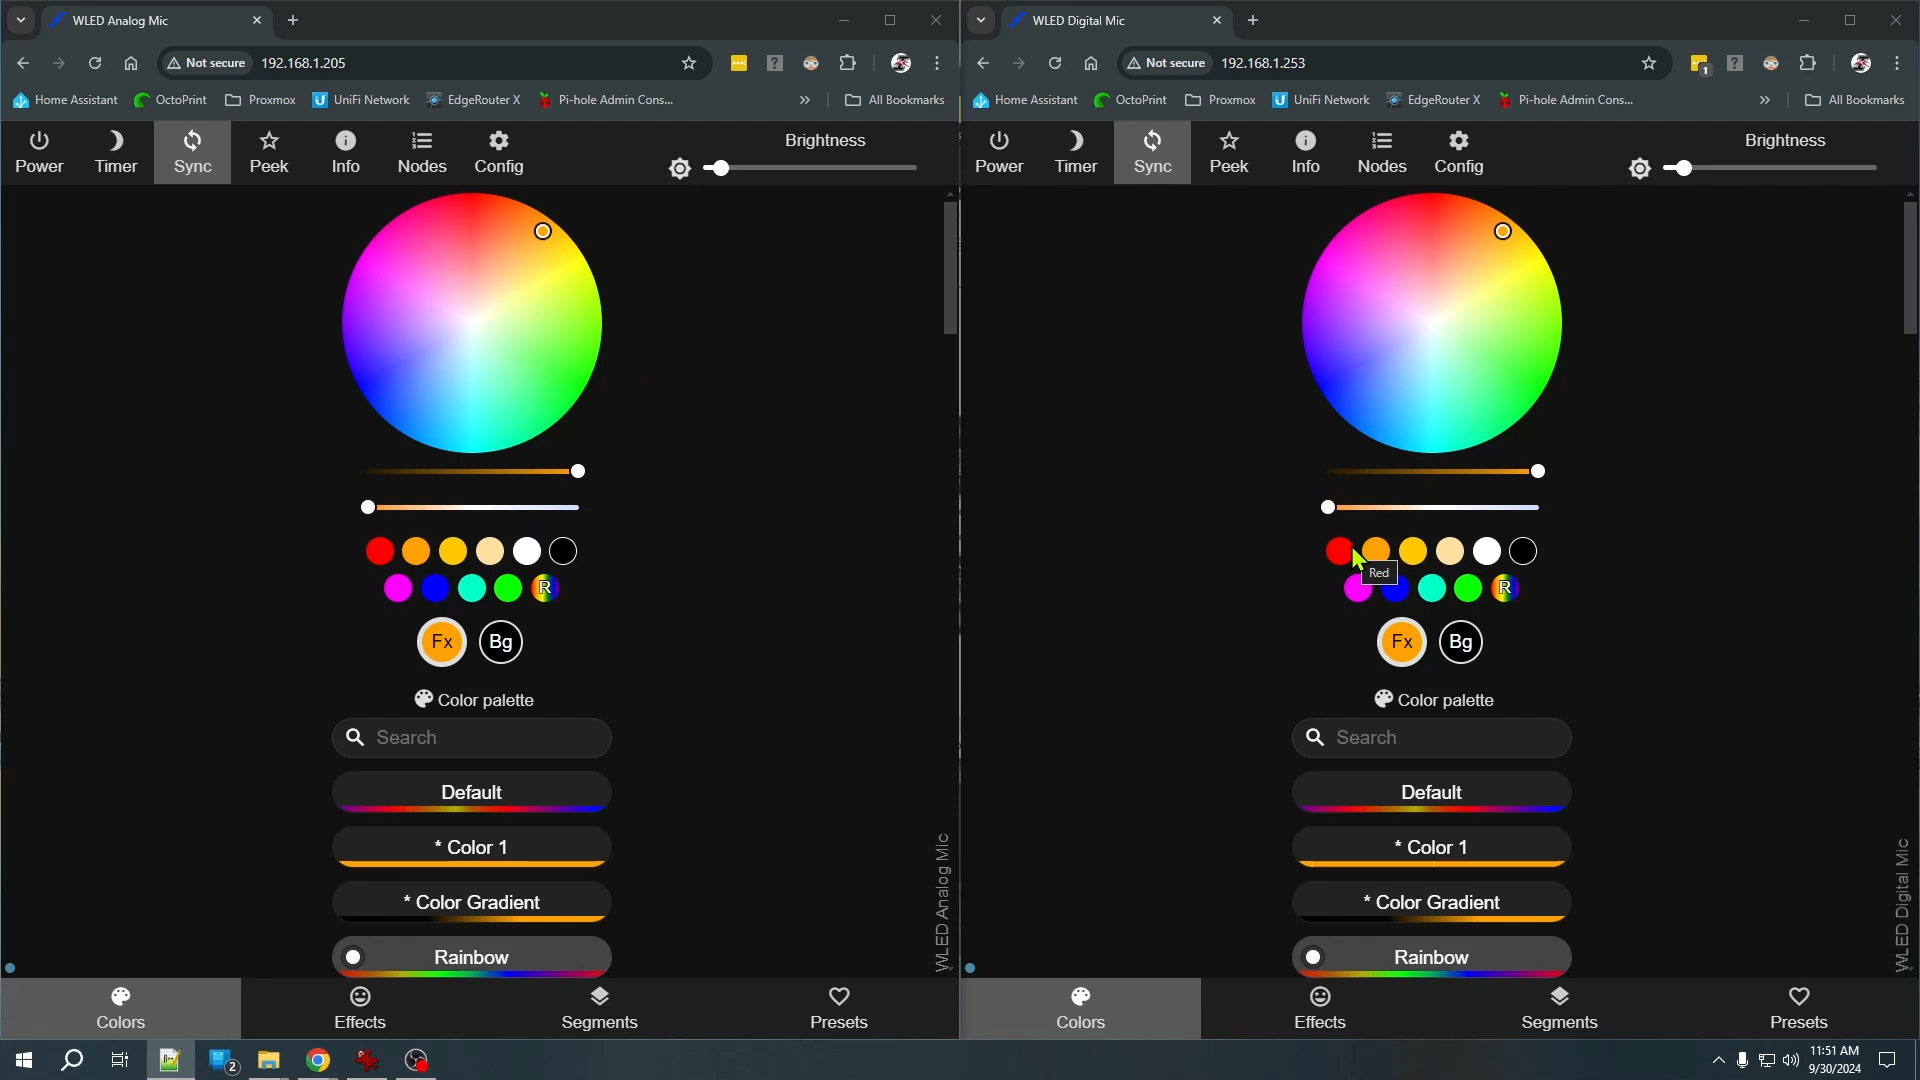 WLED Analog Mic
Not secure 192.168.1.205
Home Assistant OctoPrint Proxmox UniFi Network EdgeRouter X Pi-hole Admin Cons... » All Bookmarks
Power Timer Sync Peek Info Nodes Config Brightness
R
Fx Bg
Color palette
Search
Default
* Color 1
* Color Gradient
Rainbow
WLED Analog Mic
Colors Effects Segments Presets
WLED Digital Mic
1
Not secure 192.168.1.253
Home Assistant OctoPrint Proxmox UniFi Network EdgeRouter X Pi-hole Admin Cons... » All Bookmarks
Power Timer Sync Peek Info Nodes Config Brightness
Red
R
Fx Bg
Color palette
Search
Default
* Color 1
* Color Gradient
Rainbow
WLED Digital Mic
Colors Effects Segments Presets
2
11:51 AM
9/30/2024